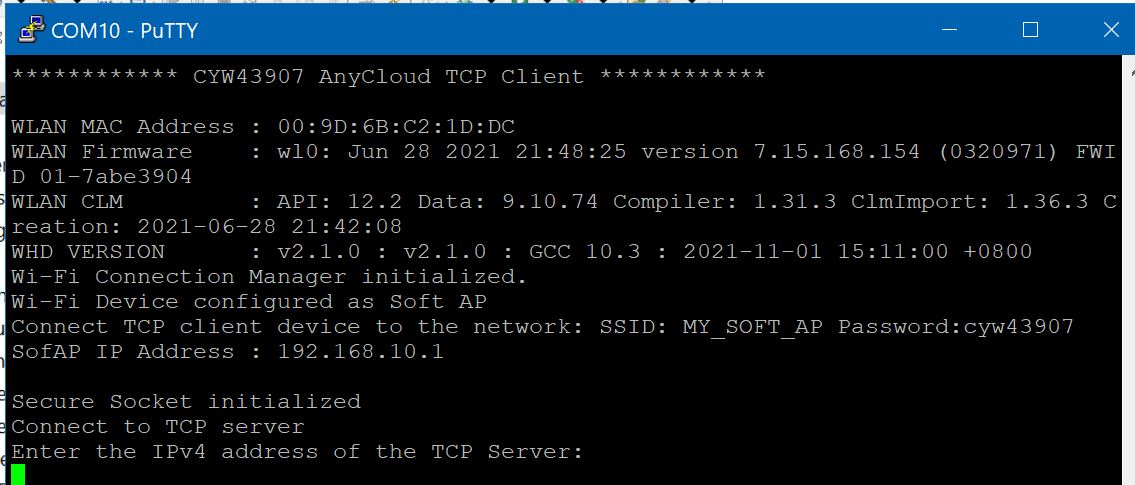 COM10 - PuTTY
************ CYW43907 AnyCloud TCP Client ************
WLAN MAC Address : 00:9D:6B:C2:1D:DC
WLAN Firmware    : wl0: Jun 28 2021 21:48:25 version 7.15.168.154 (0320971) FWI
D 01-7abe3904
WLAN CLM         : API: 12.2 Data: 9.10.74 Compiler: 1.31.3 ClmImport: 1.36.3 C
reation: 2021-06-28 21:42:08
WHD VERSION      : v2.1.0 : v2.1.0 : GCC 10.3 : 2021-11-01 15:11:00 +0800
Wi-Fi Connection Manager initialized.
Wi-Fi Device configured as Soft AP
Connect TCP client device to the network: SSID: MY_SOFT_AP Password:cyw43907
SofAP IP Address : 192.168.10.1
Secure Socket initialized
Connect to TCP server
Enter the IPv4 address of the TCP Server: